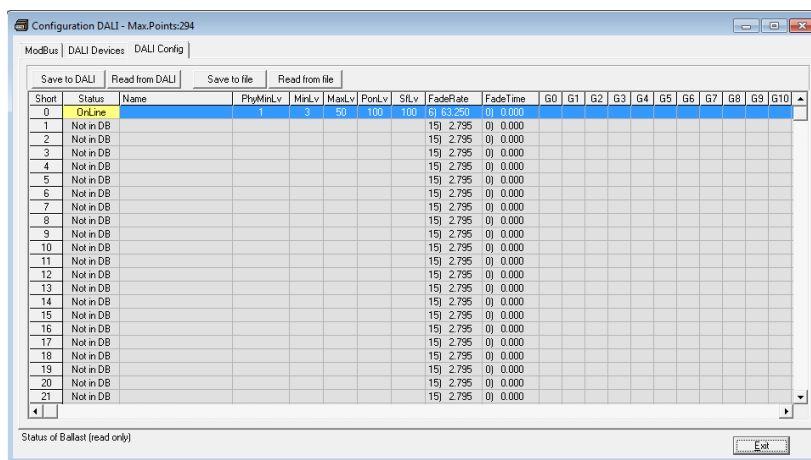 Configuration DALI - Max.Points:294
ModBus DALI Devices DALI Config
Save to DALI Read from DALI Save to file Read from file
Short Status Name PhyMinLv MinLv MaxLv PonLv SfLv FadeRate FadeTime G0 G1 G2 G3 G4 G5 G6 G7 G8 G9 G10
0 OnLine 1 3 50 100 100 6) 63.250 0) 0.000
1 Not in DB 15) 2.795 0) 0.000
2 Not in DB 15) 2.795 0) 0.000
3 Not in DB 15) 2.795 0) 0.000
4 Not in DB 15) 2.795 0) 0.000
5 Not in DB 15) 2.795 0) 0.000
6 Not in DB 15) 2.795 0) 0.000
7 Not in DB 15) 2.795 0) 0.000
8 Not in DB 15) 2.795 0) 0.000
9 Not in DB 15) 2.795 0) 0.000
10 Not in DB 15) 2.795 0) 0.000
11 Not in DB 15) 2.795 0) 0.000
12 Not in DB 15) 2.795 0) 0.000
13 Not in DB 15) 2.795 0) 0.000
14 Not in DB 15) 2.795 0) 0.000
15 Not in DB 15) 2.795 0) 0.000
16 Not in DB 15) 2.795 0) 0.000
17 Not in DB 15) 2.795 0) 0.000
18 Not in DB 15) 2.795 0) 0.000
19 Not in DB 15) 2.795 0) 0.000
20 Not in DB 15) 2.795 0) 0.000
21 Not in DB 15) 2.795 0) 0.000
Status of Ballast (read only)
Exit